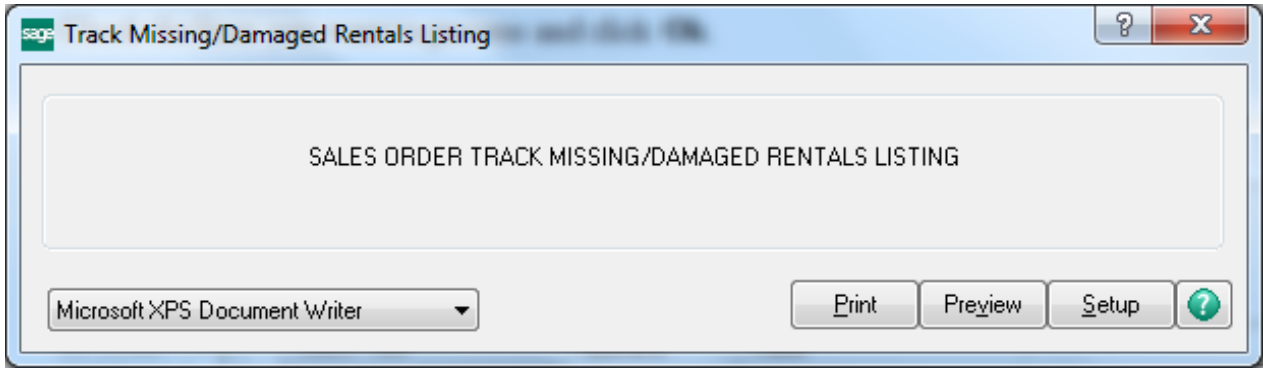 sage Track Missing/Damaged Rentals Listing
SALES ORDER TRACK MISSING/DAMAGED RENTALS LISTING
Microsoft XPS Document Writer
Print
Preview
Setup